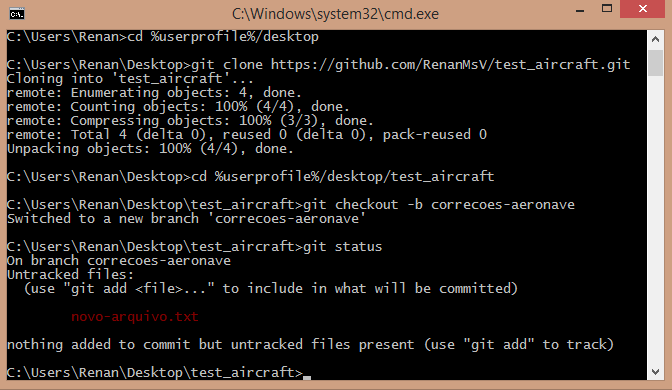 C:\Windows\system32\cmd.exe
C:\Users\Renan>cd %userprofile%/desktop
C:\Users\Renan\Desktop>git clone https://github.com/RenanMsV/test_aircraft.git
Cloning into 'test_aircraft'...
remote: Enumerating objects: 4, done.
remote: Counting objects: 100% (4/4), done.
remote: Compressing objects: 100% (3/3), done.
remote: Total 4 (delta 0), reused 0 (delta 0), pack-reused 0
Unpacking objects: 100% (4/4), done.
C:\Users\Renan\Desktop>cd %userprofile%/desktop/test_aircraft
C:\Users\Renan\Desktop\test_aircraft>git checkout -b correcoes-aeronave
Switched to a new branch 'correcoes-aeronave'
C:\Users\Renan\Desktop\test_aircraft>git status
On branch correcoes-aeronave
Untracked files:
(use "git add <file>..." to include in what will be committed)
novo-arquivo.txt
nothing added to commit but untracked files present (use "git add" to track)
C:\Users\Renan\Desktop\test_aircraft>